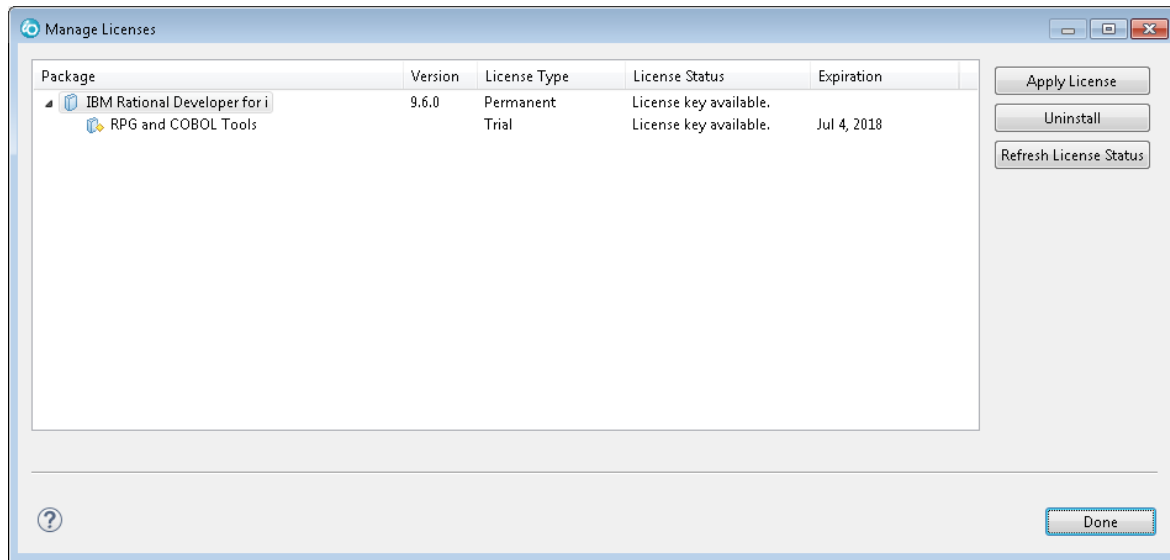 Manage Licenses
Package Version License Type License Status Expiration
IBM Rational Developer for i 9.6.0 Permanent License key available.
RPG and COBOL Tools Trial License key available. Jul 4, 2018
Apply License
Uninstall
Refresh License Status
?
Done